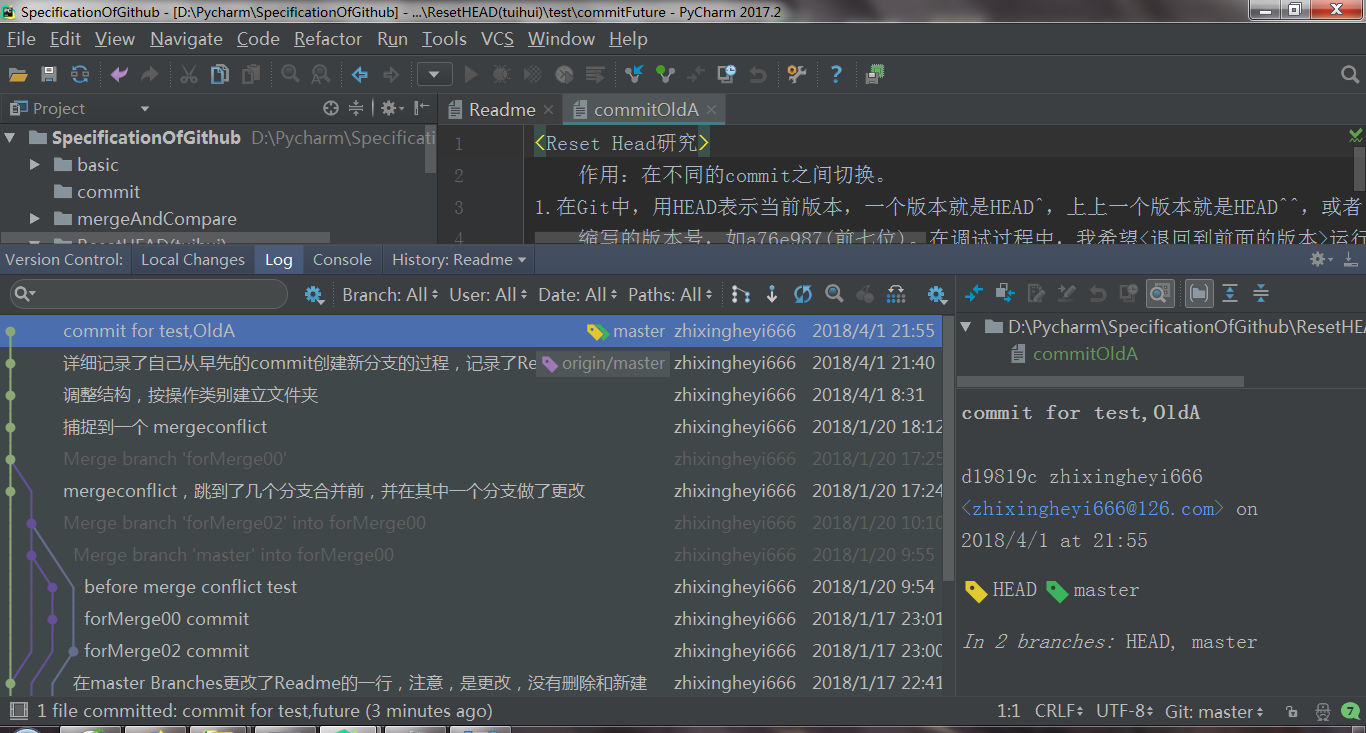 SpecificationOfGithub - [D:\Pycharm\SpecificationOfGithub] - ...\ResetHEAD(tuihui)\test\commitFuture - PyCharm 2017.2
File Edit View Navigate Code Refactor Run Tools VCS Window Help
Project
Readme
commitOldA
SpecificationOfGithub D:\Pycharm\Specificati
basic
commit
mergeAndCompare
ResetHEAD(tuihui)
1 <Reset Head研究>
2 作用：在不同的commit之间切换。
3 1.在Git中，用HEAD表示当前版本，一个版本就是HEAD^，上上一个版本就是HEAD^^，或者
4 缩写的版本号，如a76e987(前七位)。在调试过程中，我希望<退回到前面的版本>运行
Version Control: Local Changes Log Console History: Readme
Branch: All User: All Date: All Paths: All
commit for test,OldA master zhixingheyi666 2018/4/1 21:55
详细记录了自己从早先的commit创建新分支的过程，记录了Re origin/master zhixingheyi666 2018/4/1 21:40
调整结构，按操作类别建立文件夹 zhixingheyi666 2018/4/1 8:31
捕捉到一个 mergeconflict zhixingheyi666 2018/1/20 18:12
Merge branch 'forMerge00' zhixingheyi666 2018/1/20 17:25
mergeconflict，跳到了几个分支合并前，并在其中一个分支做了更改 zhixingheyi666 2018/1/20 17:24
Merge branch 'forMerge02' into forMerge00 zhixingheyi666 2018/1/20 10:10
Merge branch 'master' into forMerge00 zhixingheyi666 2018/1/20 9:55
before merge conflict test zhixingheyi666 2018/1/20 9:54
forMerge00 commit zhixingheyi666 2018/1/17 23:01
forMerge02 commit zhixingheyi666 2018/1/17 23:00
在master Branches更改了Readme的一行，注意，是更改，没有删除和新建 zhixingheyi666 2018/1/17 22:41
D:\Pycharm\SpecificationOfGithub\ResetHEA
commitOldA
commit for test,OldA
d19819c zhixingheyi666
<zhixingheyi666@126.com> on
2018/4/1 at 21:55
HEAD master
In 2 branches: HEAD, master
1 file committed: commit for test,future (3 minutes ago) 1:1 CRLF UTF-8 Git: master 7